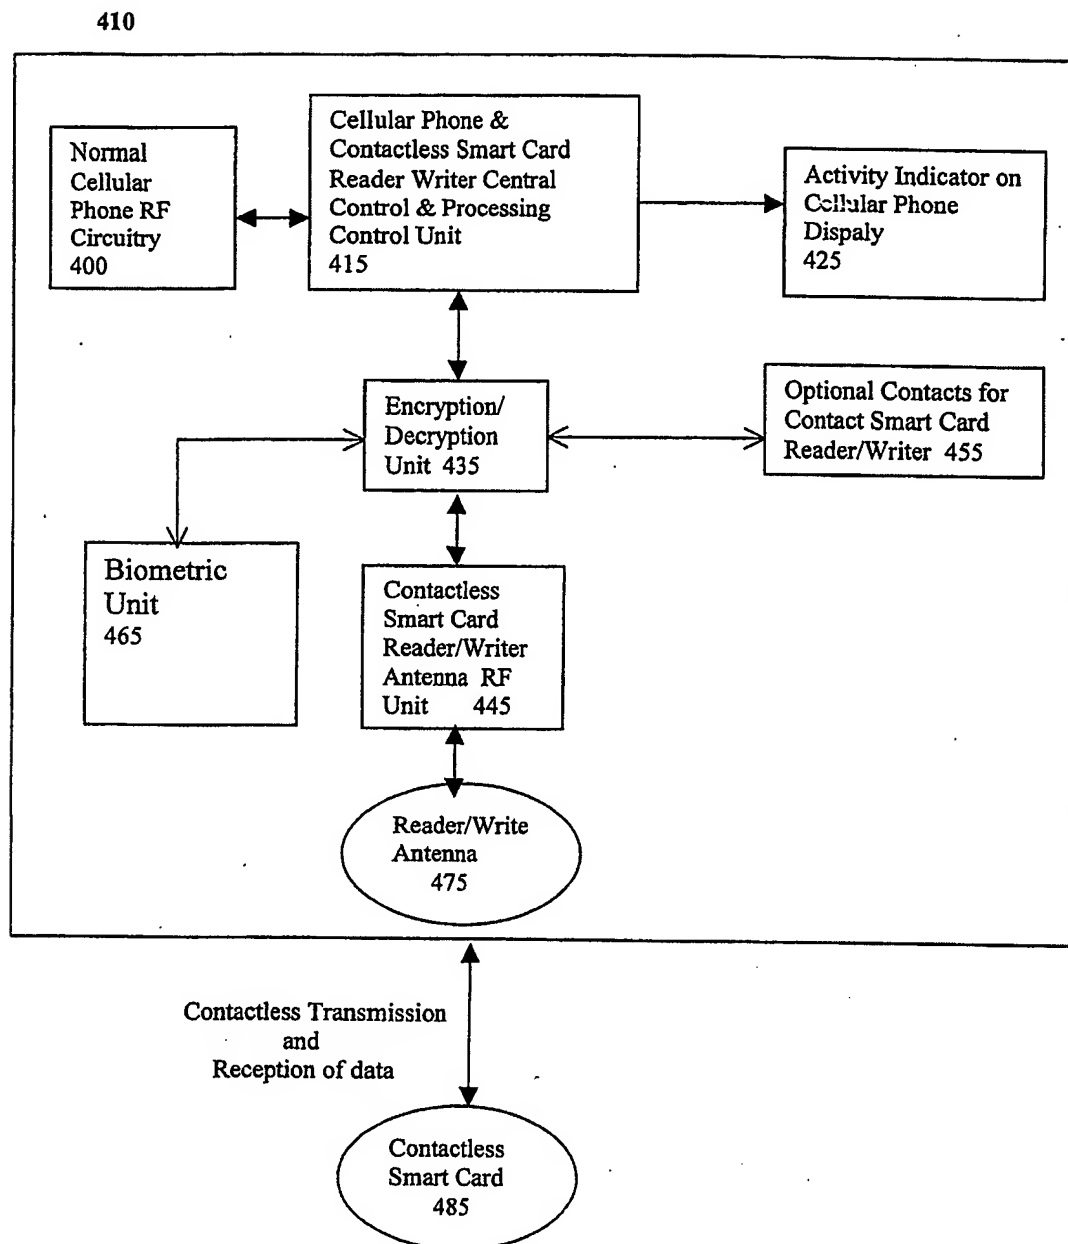 410
Normal
Cellular
Phone RF
Circuitry
400
Cellular Phone &
Contactless Smart Card
Reader Writer Central
Control & Processing
Control Unit
415
Activity Indicator on
Cellular Phone
Dispaly
425
Encryption/
Decryption
Unit 435
Optional Contacts for
Contact Smart Card
Reader/Writer 455
Biometric
Unit
465
Contactless
Smart Card
Reader/Writer
Antenna RF
Unit 445
Reader/Write
Antenna
475
Contactless Transmission
and
Reception of data
Contactless
Smart Card
485